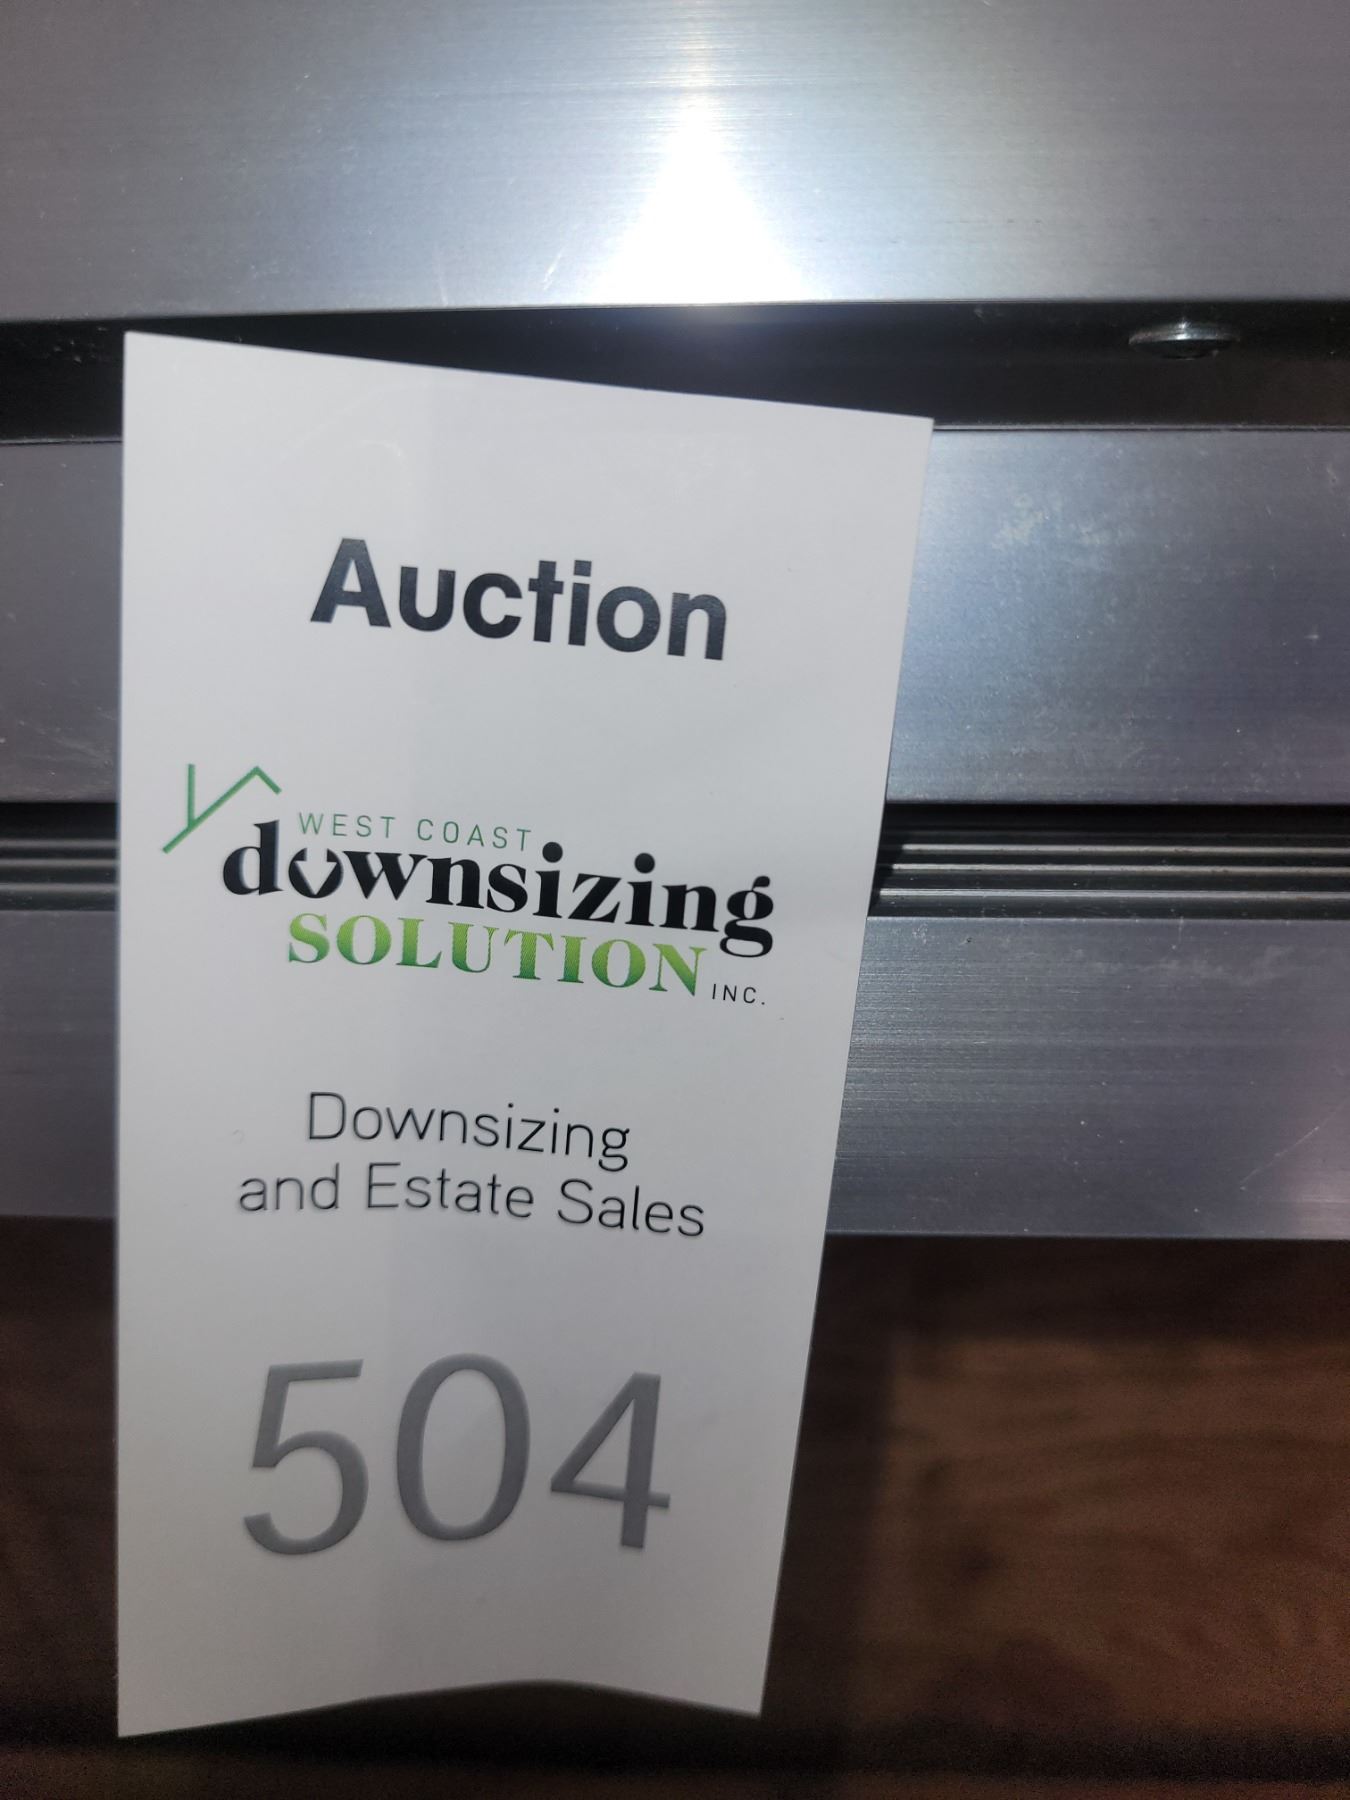 Auction
WEST COAST
downsizing
SOLUTION INC.
Downsizing
and Estate Sales
504